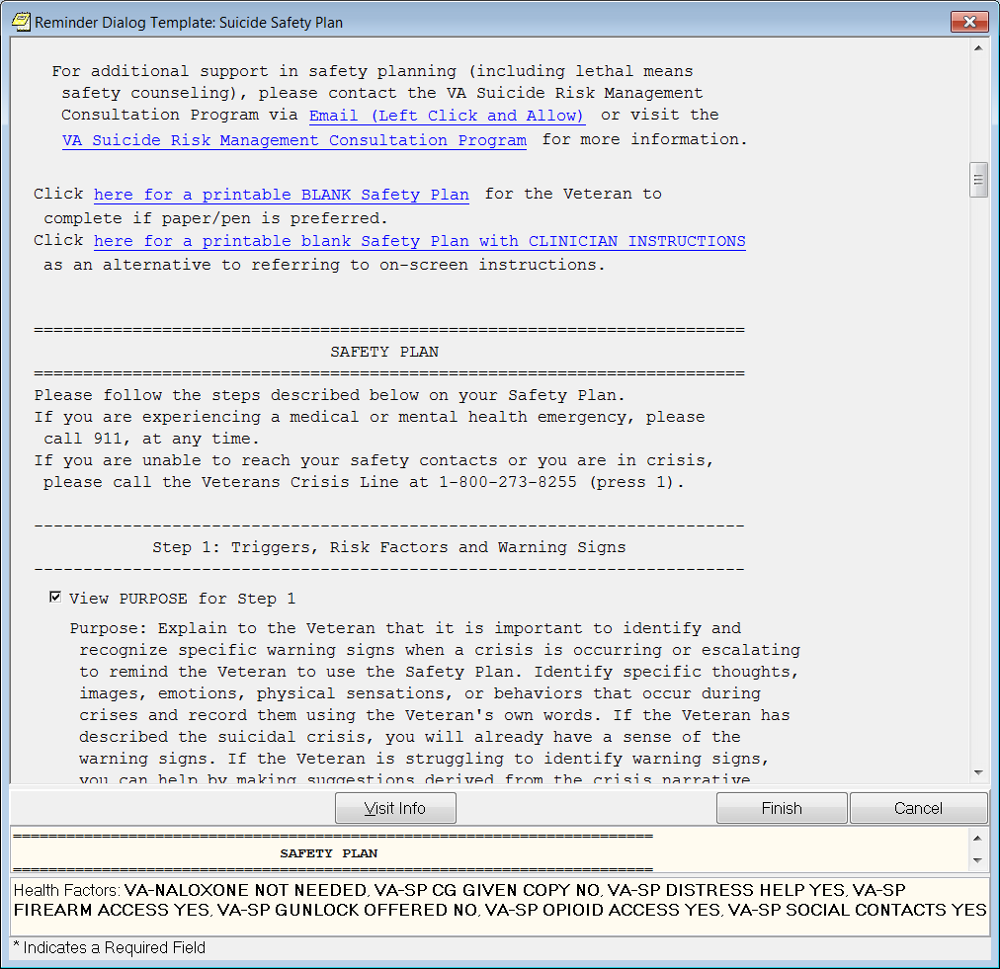 Reminder Dialog Template: Suicide Safety Plan
For additional support in safety planning (including lethal means
safety counseling), please contact the VA Suicide Risk Management
Consultation Program via Email (Left Click and Allow) or visit the
VA Suicide Risk Management Consultation Program for more information.
Click here for a printable BLANK Safety Plan for the Veteran to
complete if paper/pen is preferred.
Click here for a printable blank Safety Plan with CLINICIAN INSTRUCTIONS
as an alternative to referring to on-screen instructions.
========================================================================
SAFETY PLAN
========================================================================
Please follow the steps described below on your Safety Plan.
If you are experiencing a medical or mental health emergency, please
call 911, at any time.
If you are unable to reach your safety contacts or you are in crisis,
please call the Veterans Crisis Line at 1-800-273-8255 (press 1).
------------------------------------------------------------------------
Step 1: Triggers, Risk Factors and Warning Signs
------------------------------------------------------------------------
View PURPOSE for Step 1
Purpose: Explain to the Veteran that it is important to identify and
recognize specific warning signs when a crisis is occurring or escalating
to remind the Veteran to use the Safety Plan. Identify specific thoughts,
images, emotions, physical sensations, or behaviors that occur during
crises and record them using the Veteran's own words. If the Veteran has
described the suicidal crisis, you will already have a sense of the
warning signs. If the Veteran is struggling to identify warning signs,
you can help by making suggestions derived from the crisis narrative
Visit Info
Finish
Cancel
========================================================================
SAFETY PLAN
========================================================================
Health Factors: VA-NALOXONE NOT NEEDED, VA-SP CG GIVEN COPY NO, VA-SP DISTRESS HELP YES, VA-SP
FIREARM ACCESS YES, VA-SP GUNLOCK OFFERED NO, VA-SP OPIOID ACCESS YES, VA-SP SOCIAL CONTACTS YES
* Indicates a Required Field